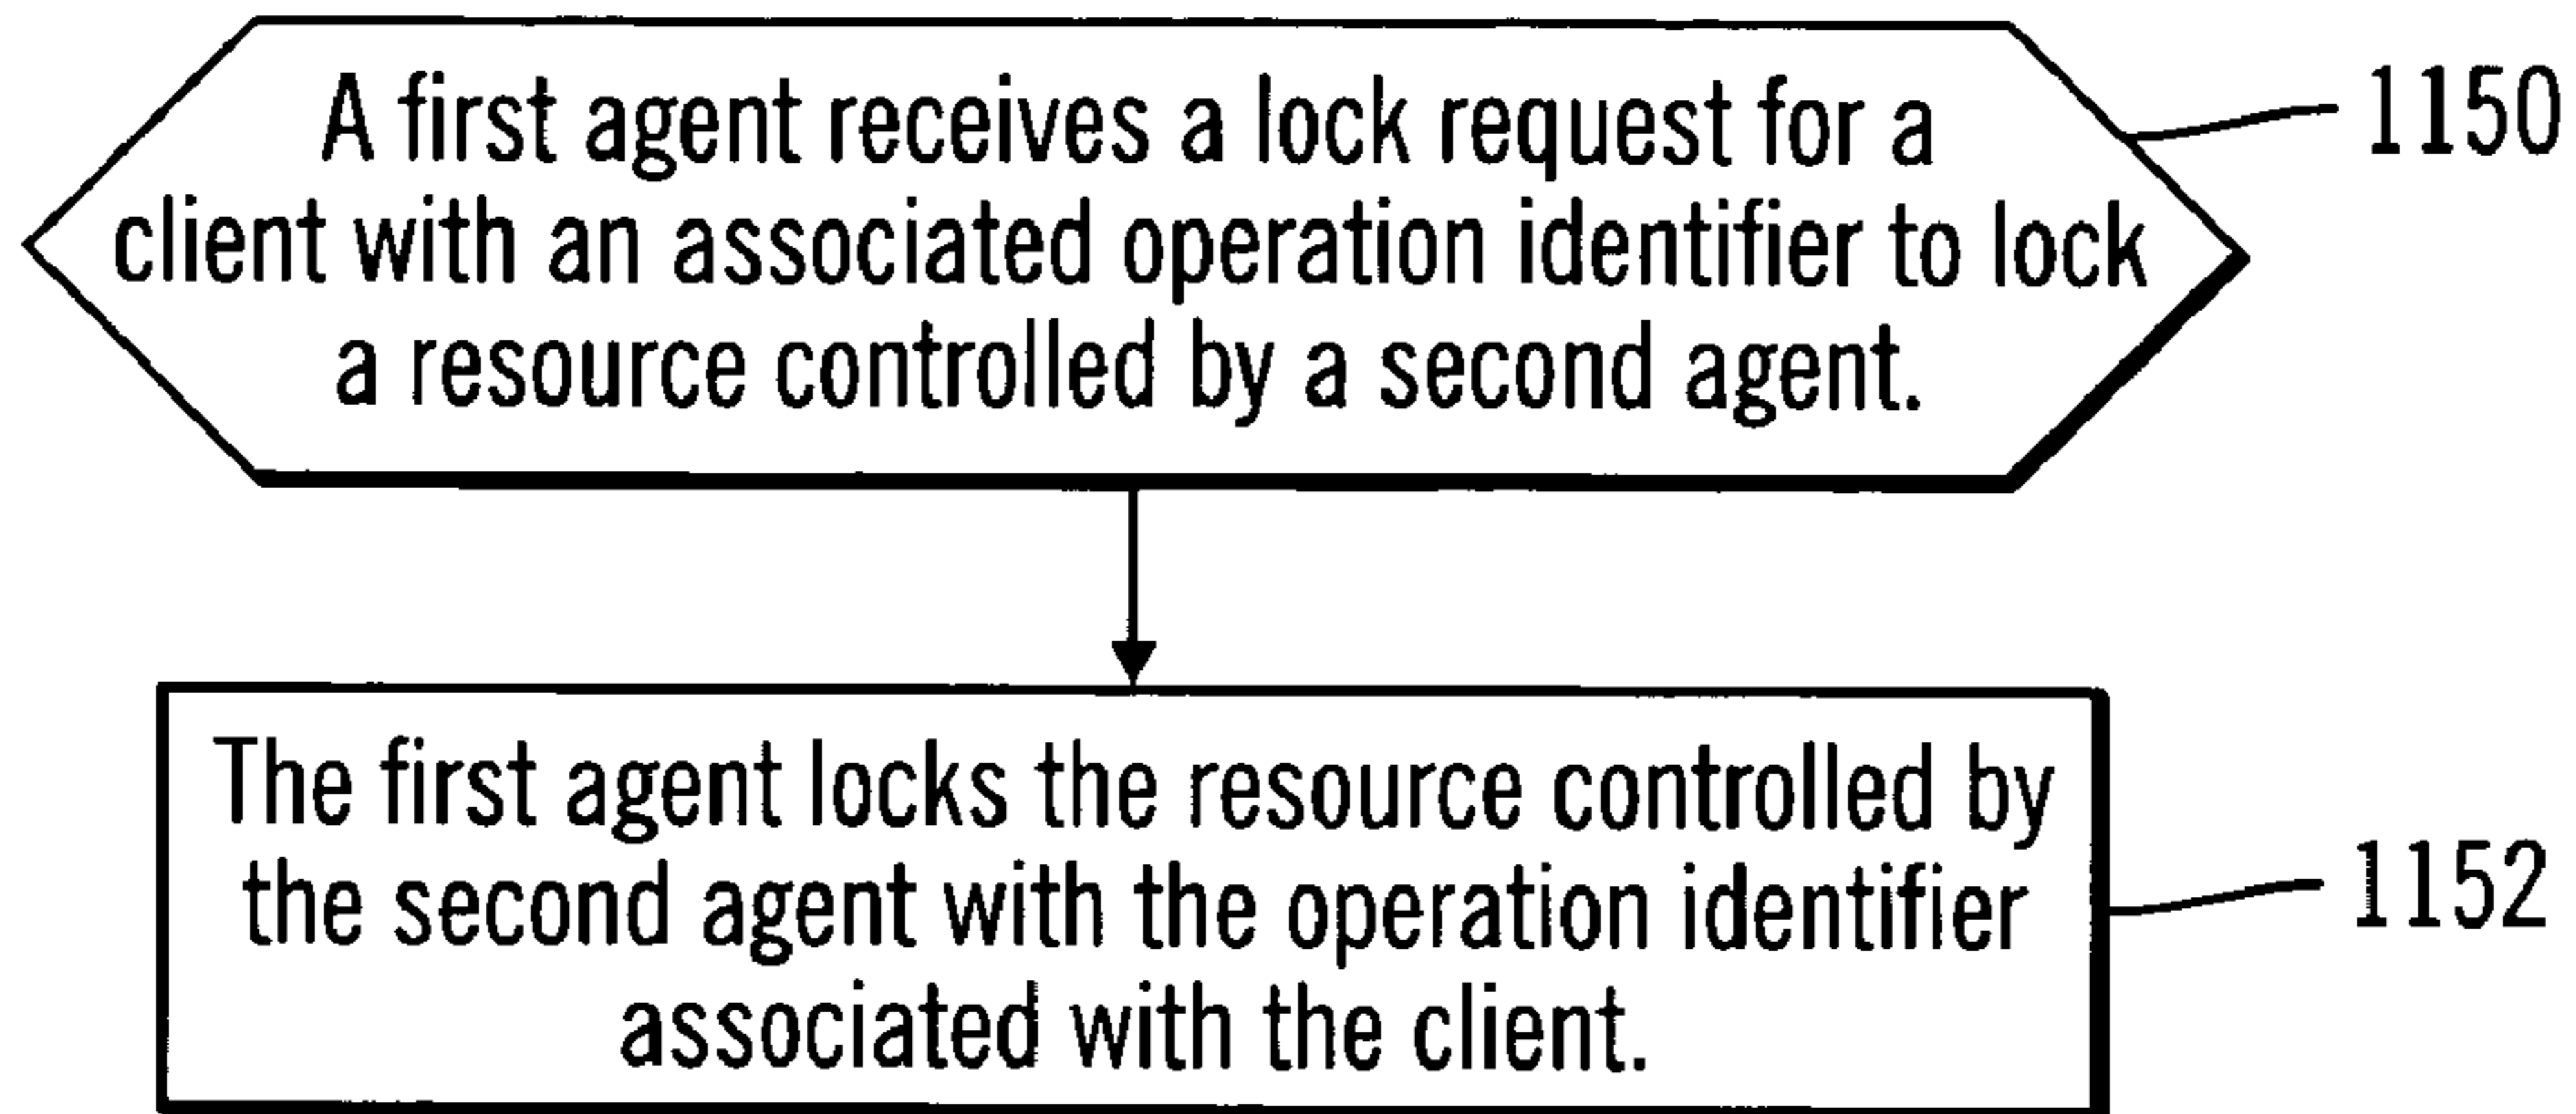 A first agent receives a lock request for a
client with an associated operation identifier to lock
a resource controlled by a second agent.
1150
The first agent locks the resource controlled by
the second agent with the operation identifier
associated with the client.
1152